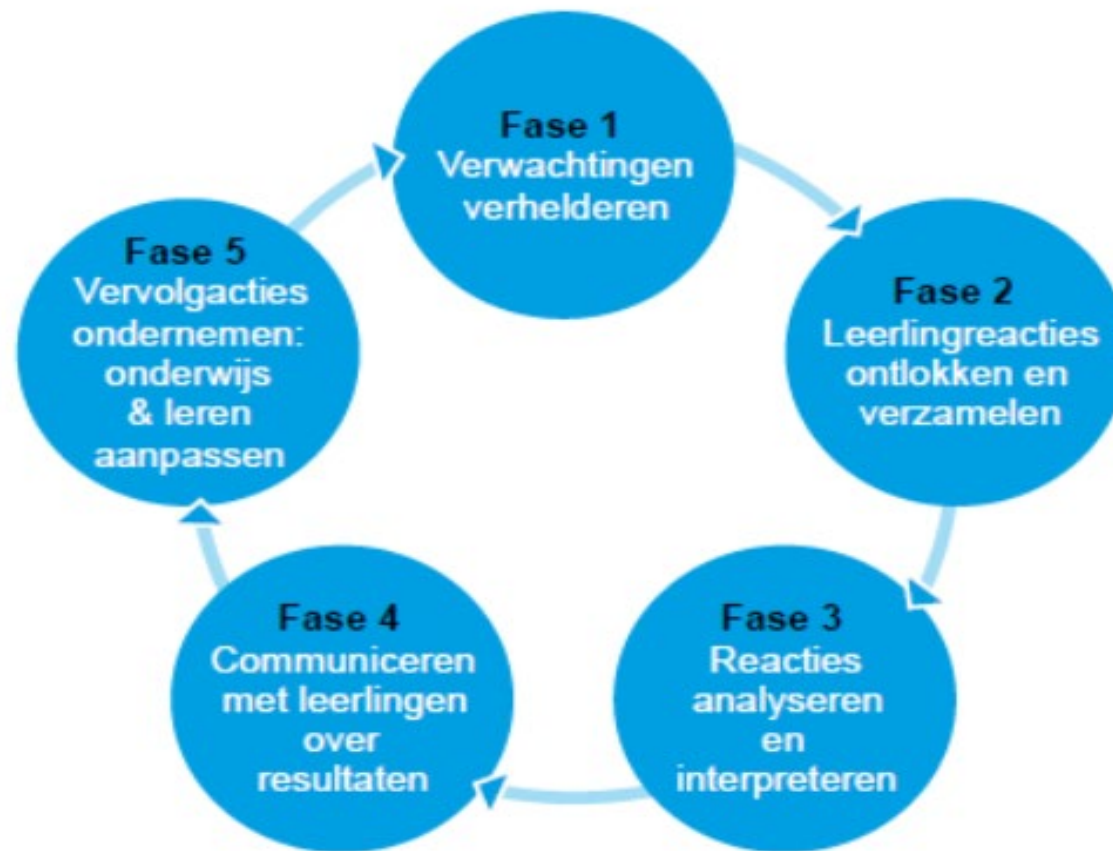 Fase 1
Verwachtingen
verhelderen
Fase 2
Leerlingreacties
ontlokken en
verzamelen
Fase 3
Reacties
analyseren
en
interpreteren
Fase 4
Communiceren
met leerlingen
over
resultaten
Fase 5
Vervolgacties
ondernemen:
onderwijs
& leren
aanpassen